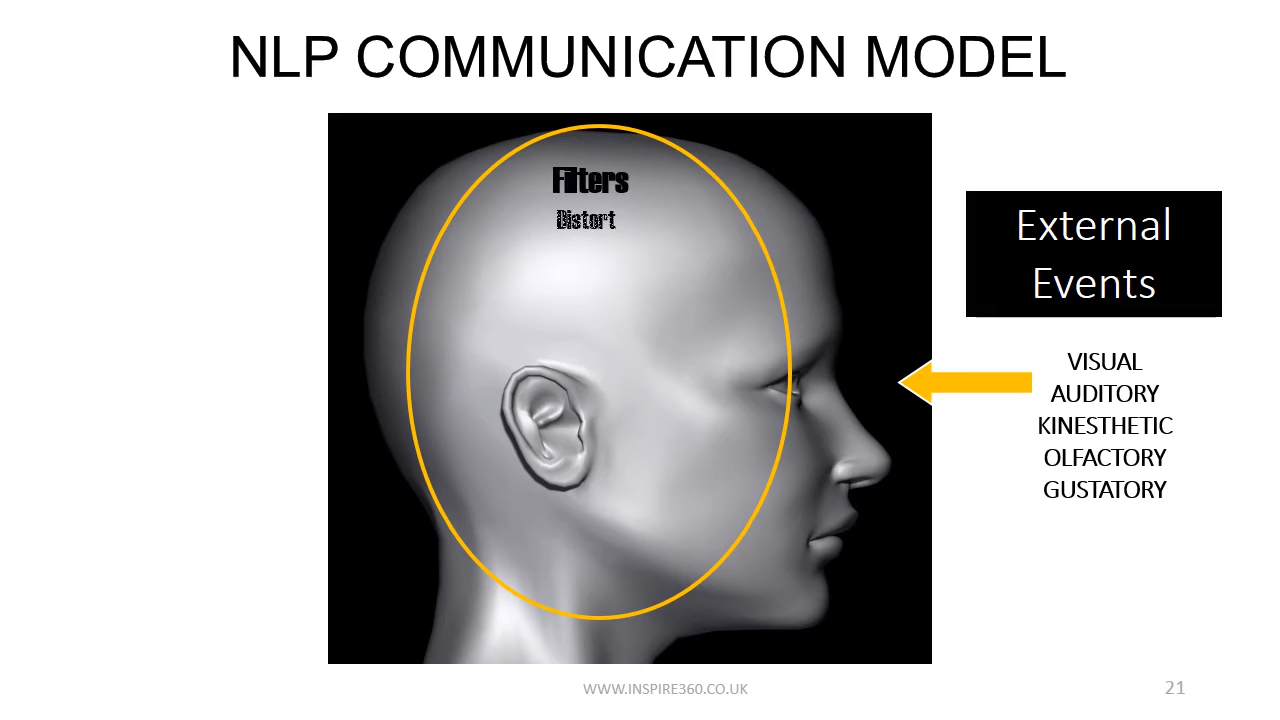 NLP COMMUNICATION MODEL
Filters
Distort
External
Events
VISUAL
AUDITORY
KINESTHETIC
OLFACTORY
GUSTATORY
WWW.INSPIRE360.CO.UK
21